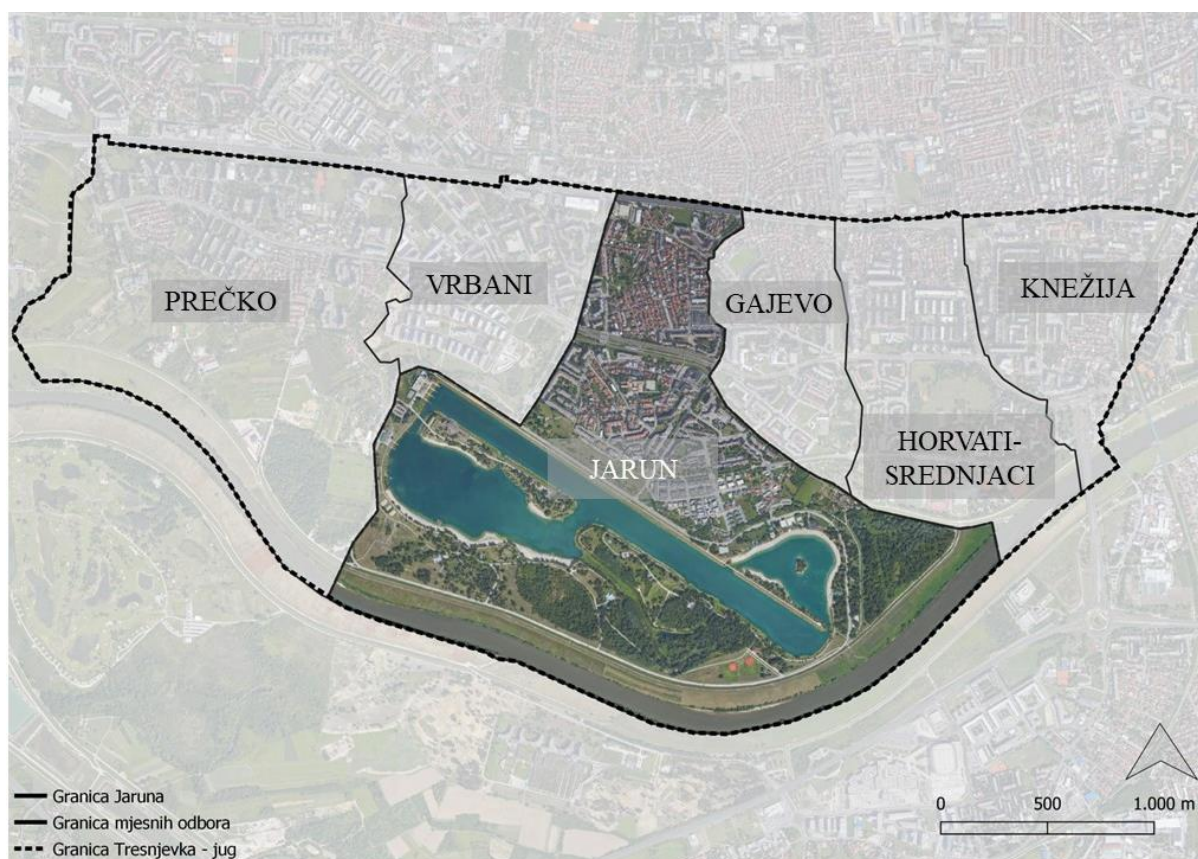 PREČKO
VRBANI
GAJEVO
KNEŽIJA
JARUN
HORVATI-
SREDNJACI
Granica Jaruna
Granica mjesnih odbora
Granica Tresnjevka - jug
0 500 1.000 m